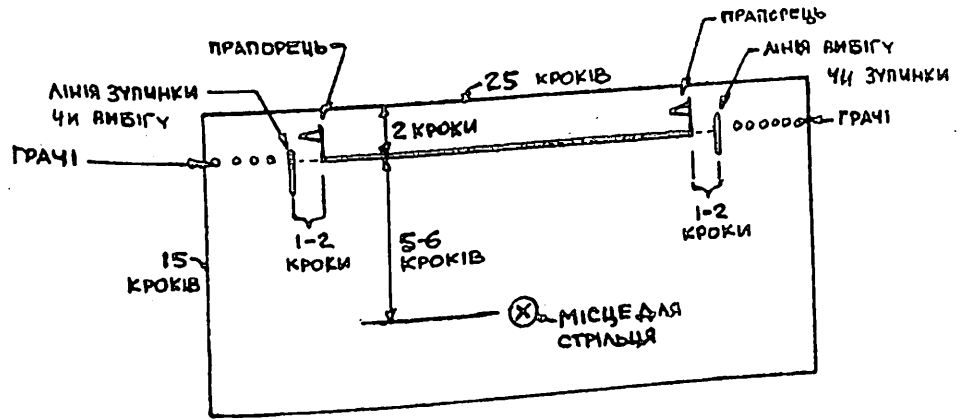 ПРАПОРЕЦЬ
ПРАПОРЕЦЬ
25 КРОКІВ
ЛІНІЯ ВИБІГУ
ЧИ ЗУПИНКИ
ЛІНІЯ ЗУПИНКИ
ЧИ ВИБІГУ
2 КРОКИ
ГРАЧІ
ГРАЧІ
1-2
КРОКИ
5-6
КРОКІВ
1-2
КРОКИ
15
КРОКІВ
МІСЦЕ ДЛЯ
СТРІЛЬЦЯ